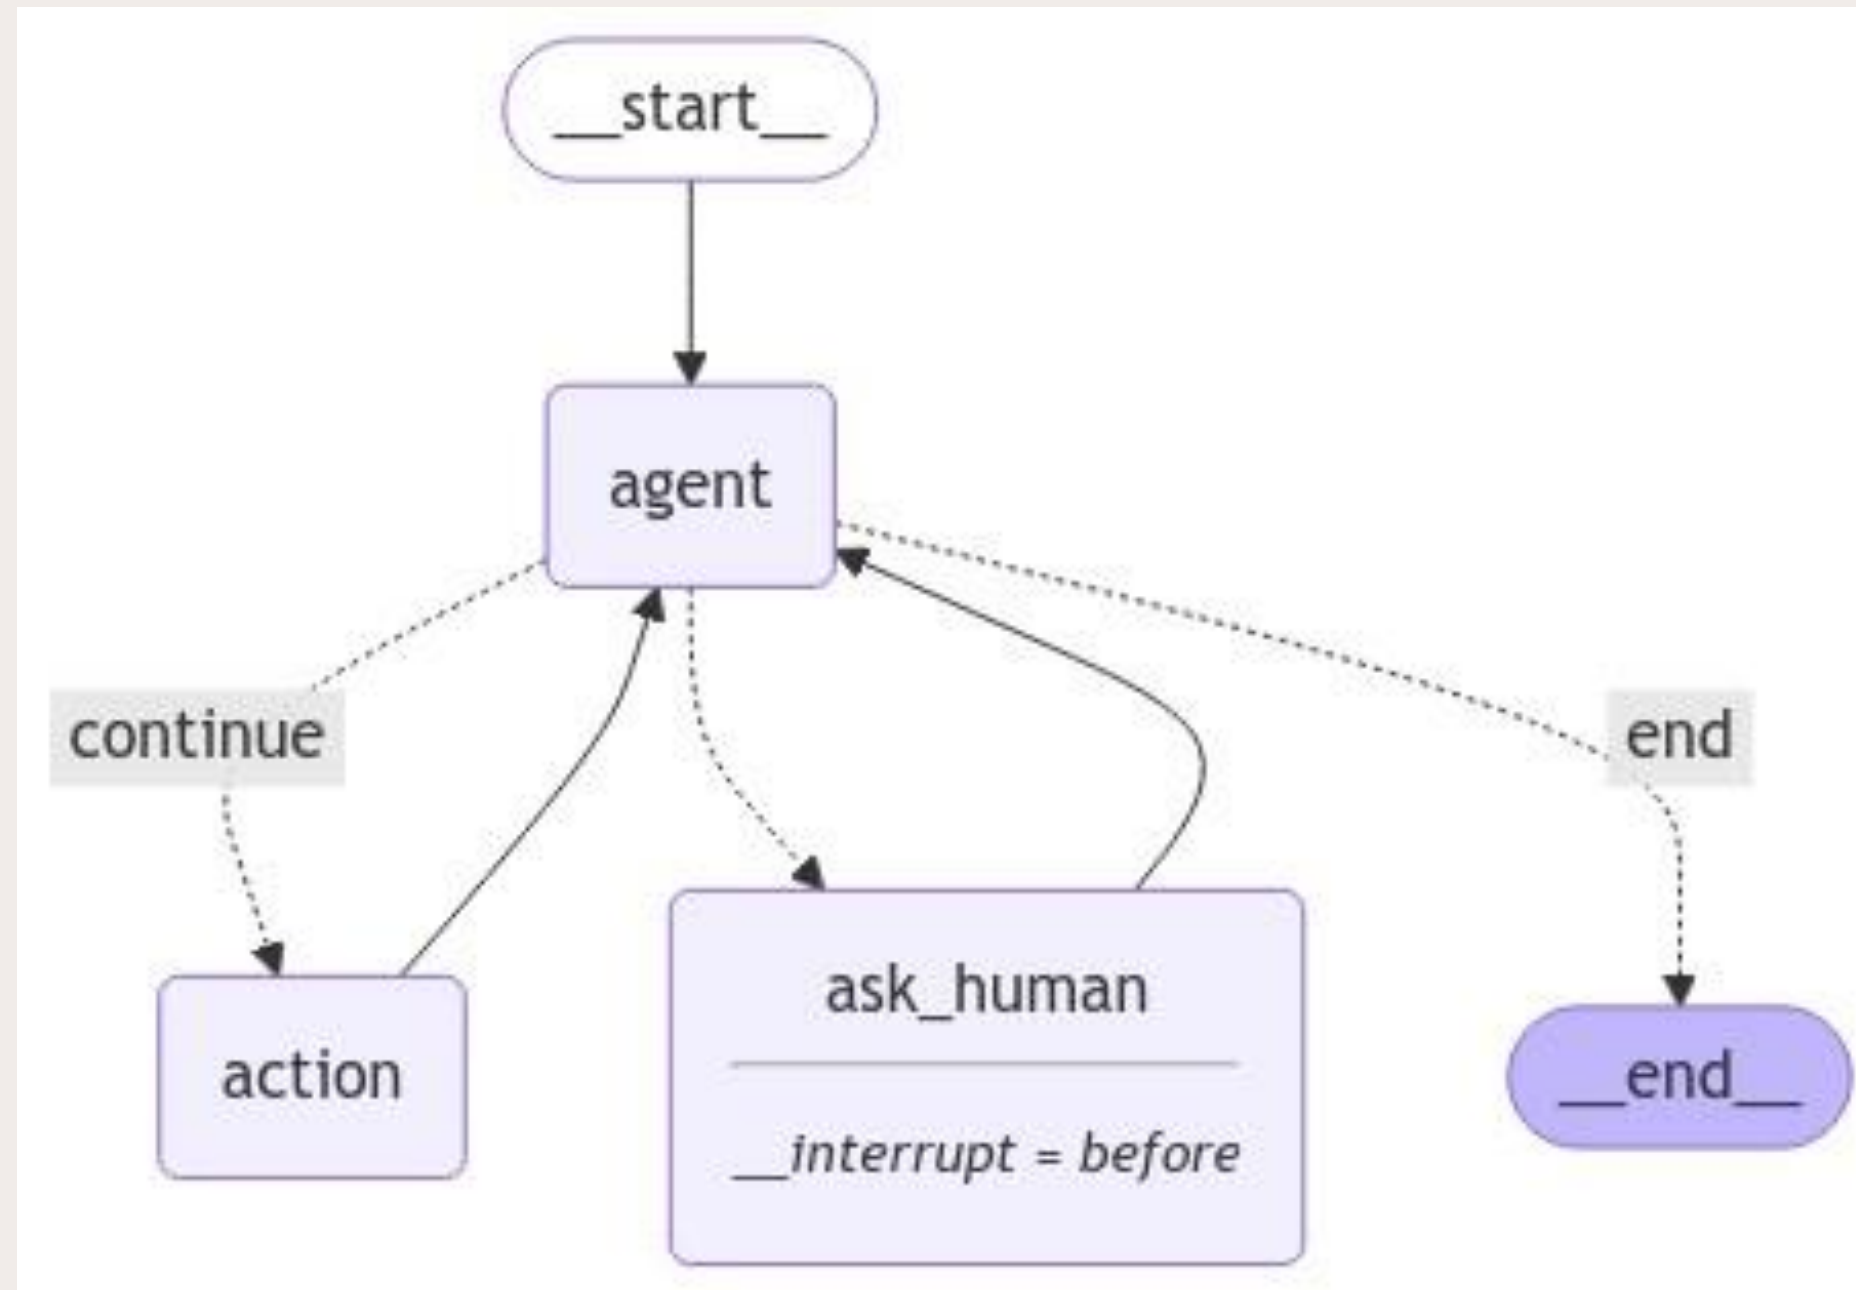 __start__
agent
continue
end
ask_human
action
__end__
__interrupt = before